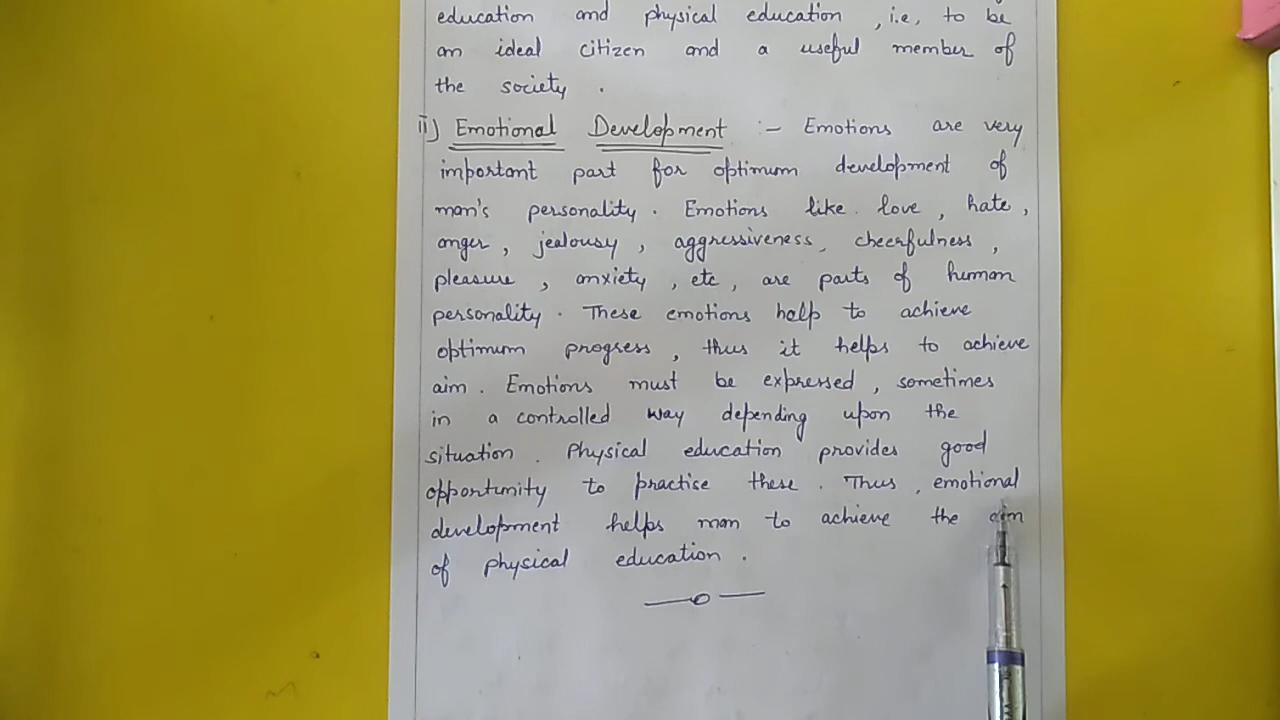 education and physical education , i.e, to be
an ideal citizen and a useful member of
the society .
ii) Emotional Development :- Emotions are very
important part for optimum development of
man's personality . Emotions like love , hate ,
anger , jealousy , aggressiveness, cheerfulness ,
pleasure , anxiety , etc , are parts of human
personality . These emotions help to achieve
optimum progress , thus it helps to achieve
aim . Emotions must be expressed , sometimes
in a controlled way depending upon the
situation . Physical education provides good
opportunity to practise these . Thus , emotional
development helps man to achieve the aim
of physical education .